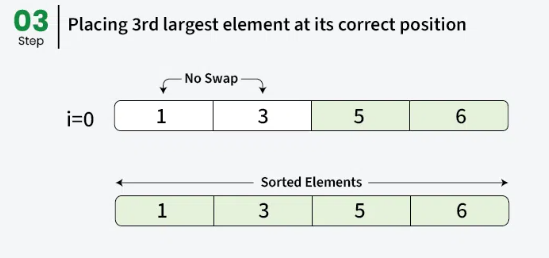 03
Step
Placing 3rd largest element at its correct position
No Swap
i=0 1 3 5 6
Sorted Elements
1 3 5 6